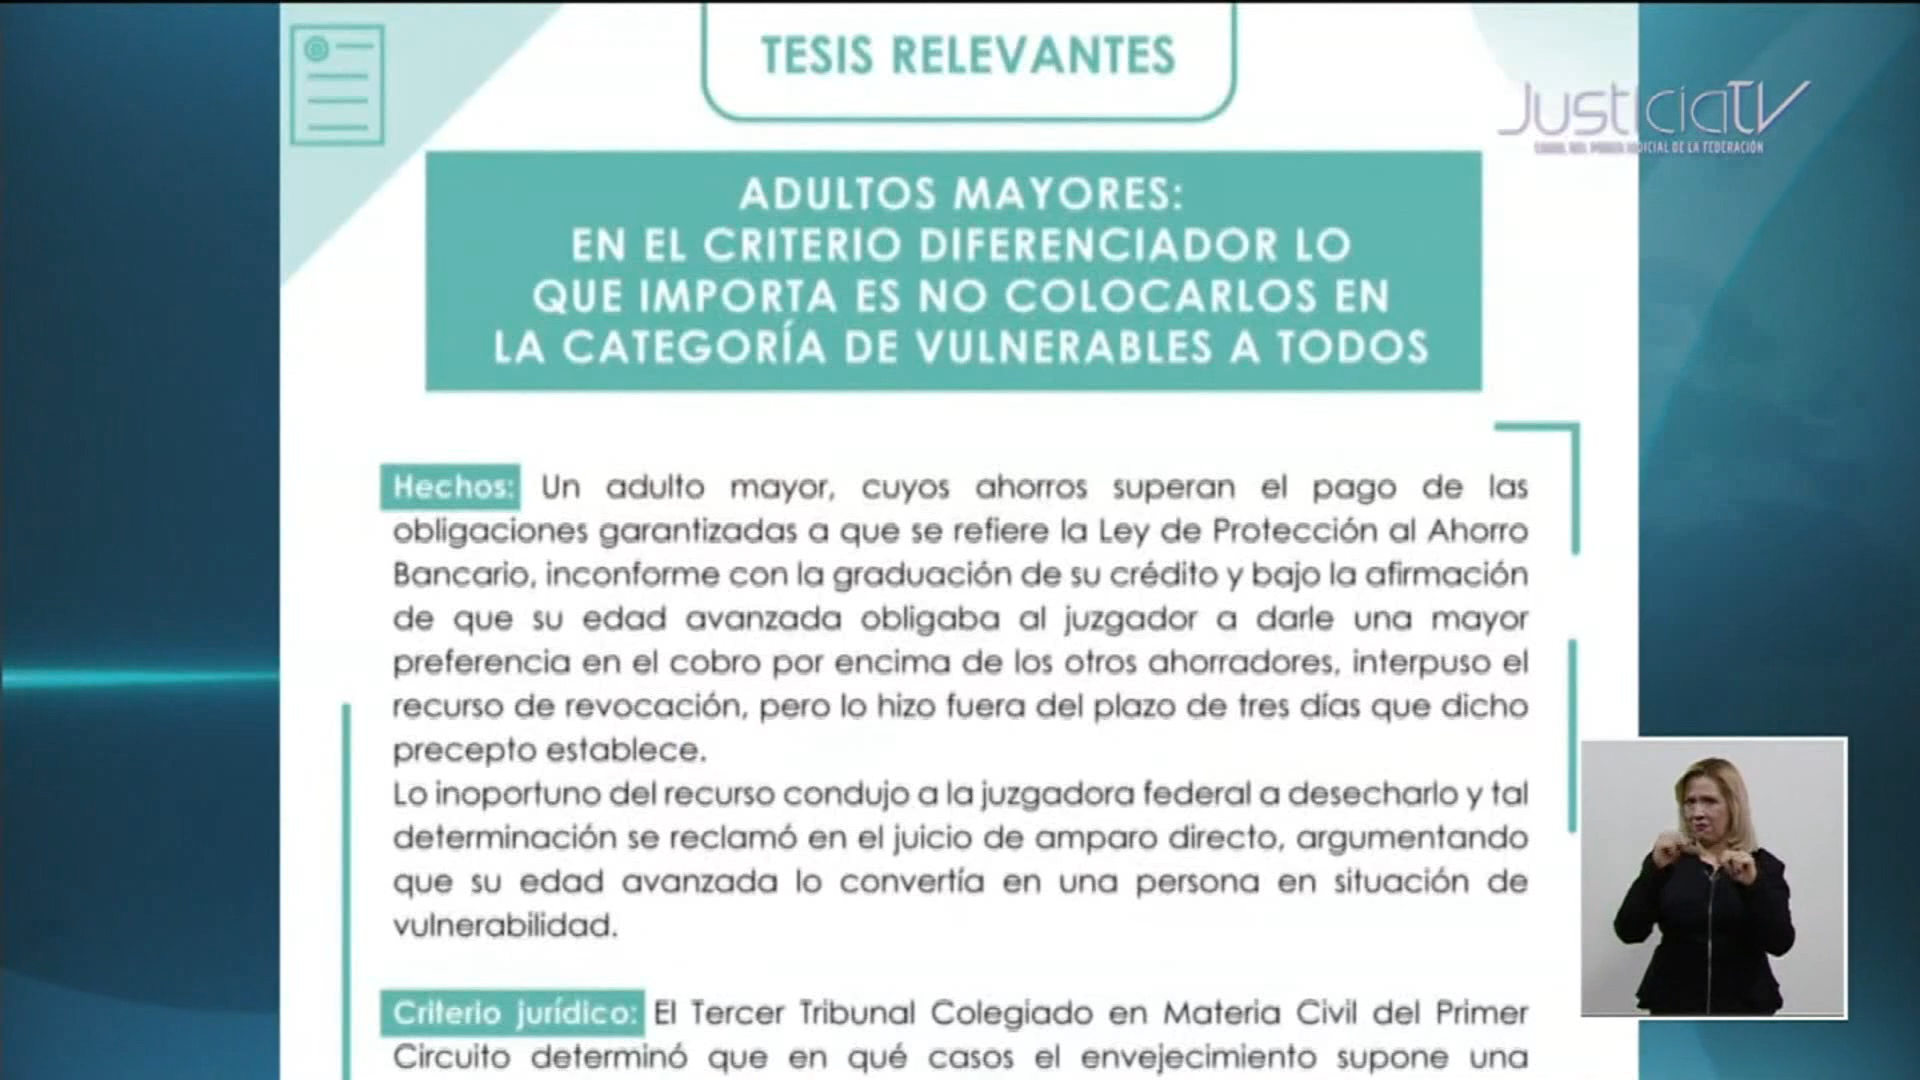 TESIS RELEVANTES
JusticiaTV
CANAL DEL PODER JUDICIAL DE LA FEDERACIÓN
ADULTOS MAYORES:
EN EL CRITERIO DIFERENCIADOR LO
QUE IMPORTA ES NO COLOCARLOS EN
LA CATEGORÍA DE VULNERABLES A TODOS
Hechos: Un adulto mayor, cuyos ahorros superan el pago de las
obligaciones garantizadas a que se refiere la Ley de Protección al Ahorro
Bancario, inconforme con la graduación de su crédito y bajo la afirmación
de que su edad avanzada obligaba al juzgador a darle una mayor
preferencia en el cobro por encima de los otros ahorradores, interpuso el
recurso de revocación, pero lo hizo fuera del plazo de tres días que dicho
precepto establece.
Lo inoportuno del recurso condujo a la juzgadora federal a desecharlo y tal
determinación se reclamó en el juicio de amparo directo, argumentando
que su edad avanzada lo convertía en una persona en situación de
vulnerabilidad.
Criterio jurídico: El Tercer Tribunal Colegiado en Materia Civil del Primer
Circuito determinó que en qué casos el envejecimiento supone una